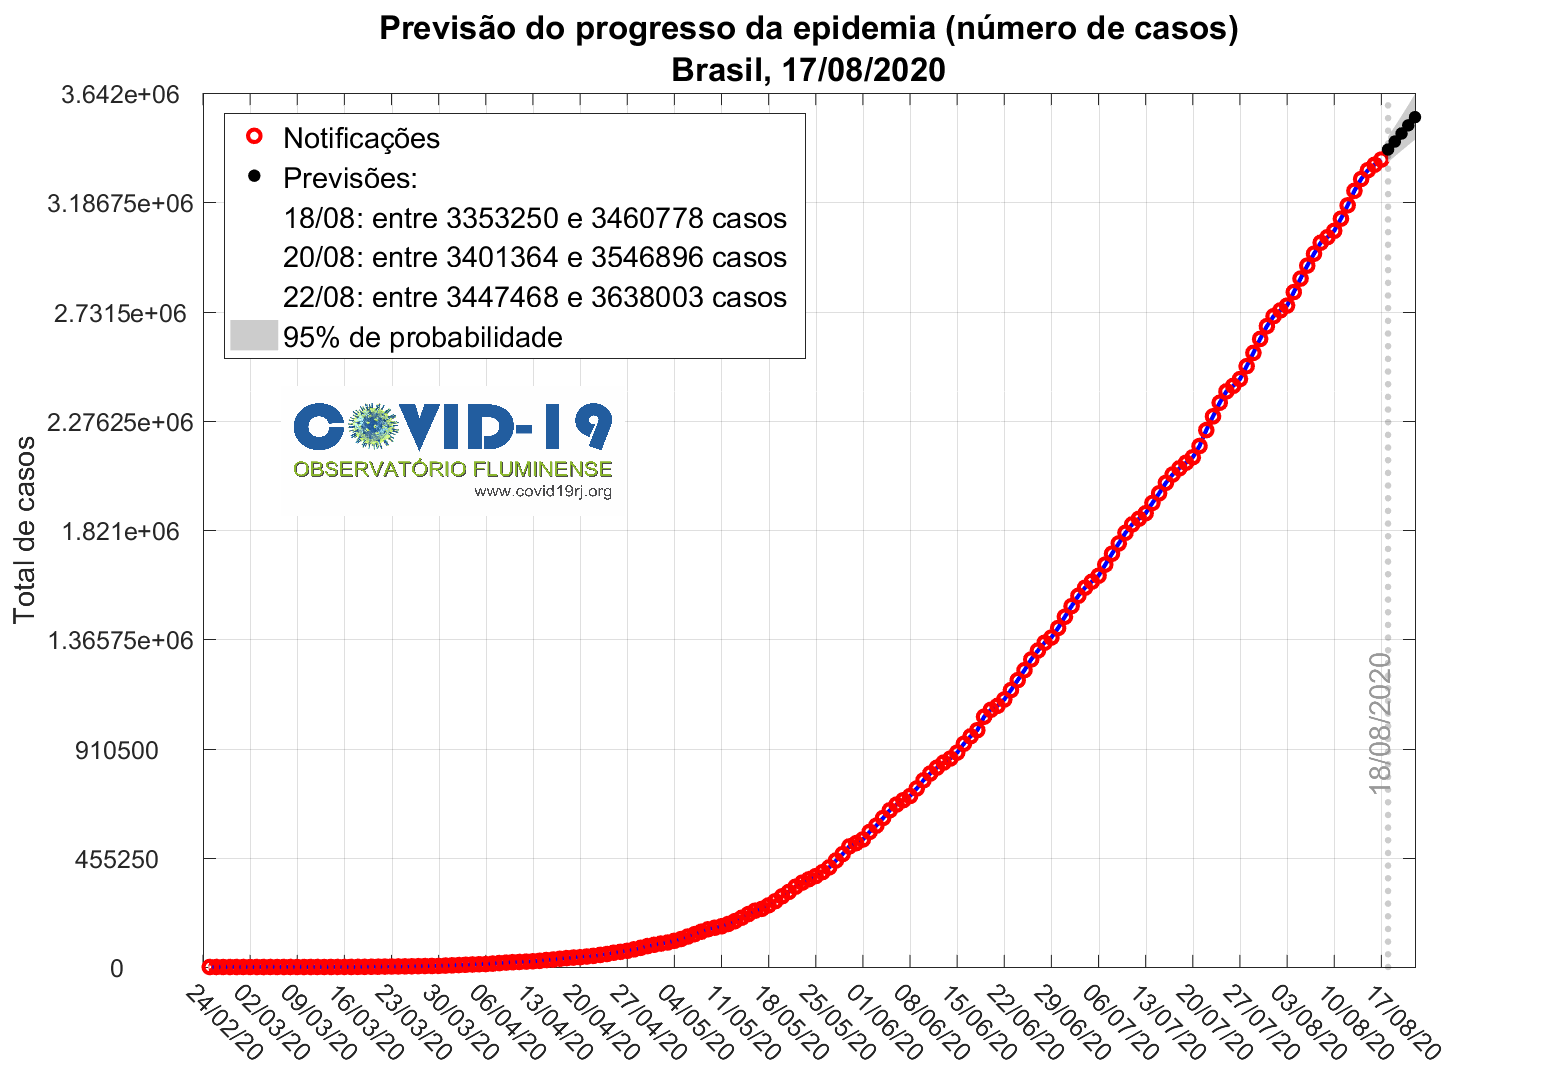 Previsão do progresso da epidemia (número de casos)
Brasil, 17/08/2020
3.642e+06
3.18675e+06
2.7315e+06
2.27625e+06
1.821e+06
1.36575e+06
910500
455250
0
Total de casos
Notificações
Previsões:
18/08: entre 3353250 e 3460778 casos
20/08: entre 3401364 e 3546896 casos
22/08: entre 3447468 e 3638003 casos
95% de probabilidade
COVID-19
OBSERVATÓRIO FLUMINENSE
www.covid19rj.org
18/08/2020
24/02/20
02/03/20
09/03/20
16/03/20
23/03/20
30/03/20
06/04/20
13/04/20
20/04/20
27/04/20
04/05/20
11/05/20
18/05/20
25/05/20
01/06/20
08/06/20
15/06/20
22/06/20
29/06/20
06/07/20
13/07/20
20/07/20
27/07/20
03/08/20
10/08/20
17/08/20